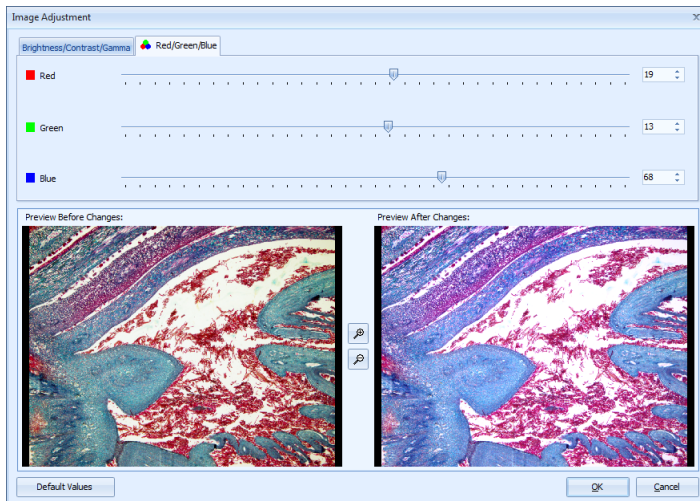 Image Adjustment
Brightness/Contrast/Gamma
Red/Green/Blue
Red
19
Green
13
Blue
68
Preview Before Changes:
Preview After Changes:
Default Values
OK
Cancel